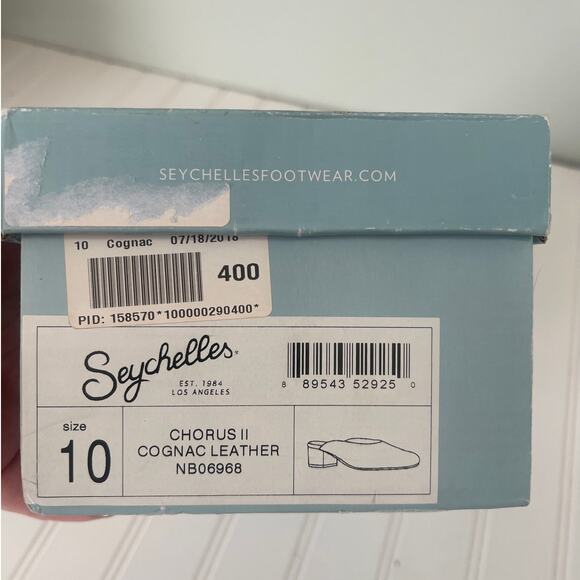 SEYCHELLESFOOTWEAR.COM
10 Cognac 07/18/2018
400
PID: 158570*100000290400*
Seychelles
EST. 1984
LOS ANGELES
8 89543 52925 0
size
10
CHORUS II
COGNAC LEATHER
NB06968